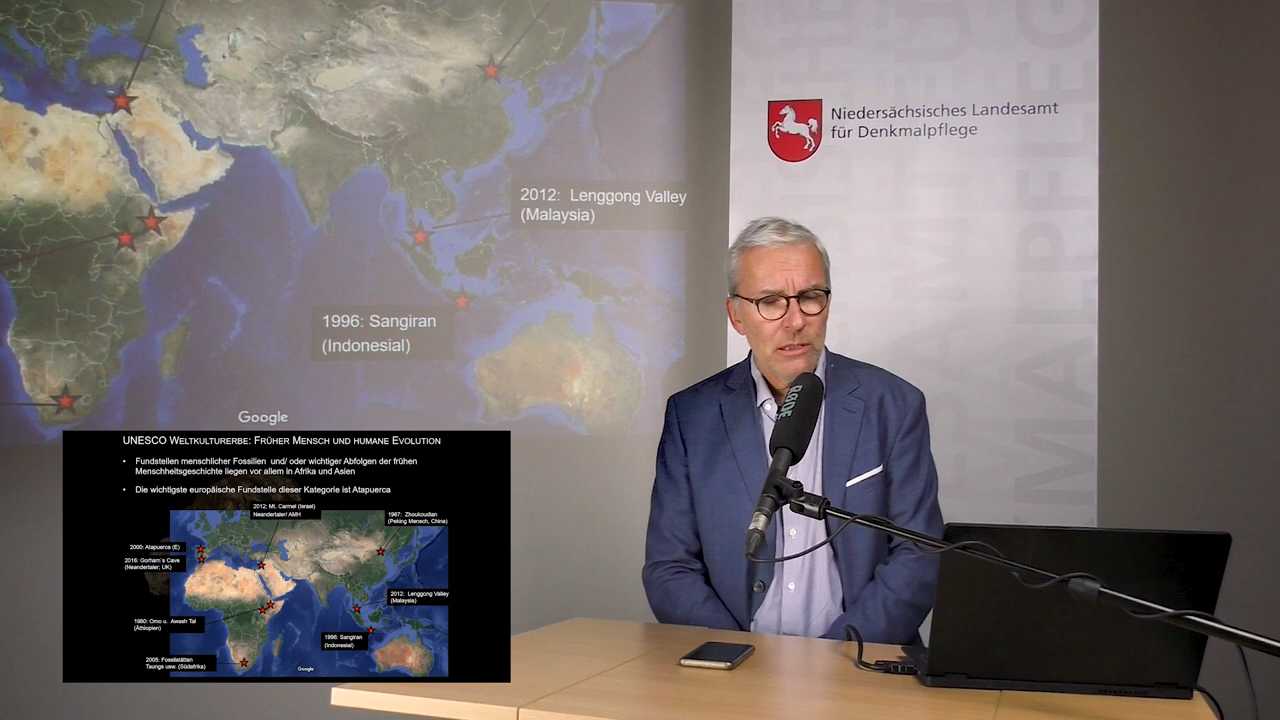 Niedersächsisches Landesamt
für Denkmalpflege
2012: Lenggong Valley
(Malaysia)
1996: Sangiran
(Indonesial)
Google
RØDE
UNESCO WELTKULTURERBE: FRÜHER MENSCH UND HUMANE EVOLUTION
• Fundstellen menschlicher Fossilien und/ oder wichtiger Abfolgen der frühen
Menschheitsgeschichte liegen vor allem in Afrika und Asien
• Die wichtigste europäische Fundstelle dieser Kategorie ist Atapuerca
2012: Mt. Carmel (Israel)
Neandertaler/ AMH
1987: Zhoukoudian
(Peking Mensch, China)
2000: Atapuerca (E)
2016: Gorham´s Cave
(Neandertaler; UK)
2012: Lenggong Valley
(Malaysia)
1980: Omo u. Awash Tal
(Äthiopien)
1996: Sangiran
(Indonesial)
2005: Fossilstätten
Taungs usw. (Südafrika)
Google